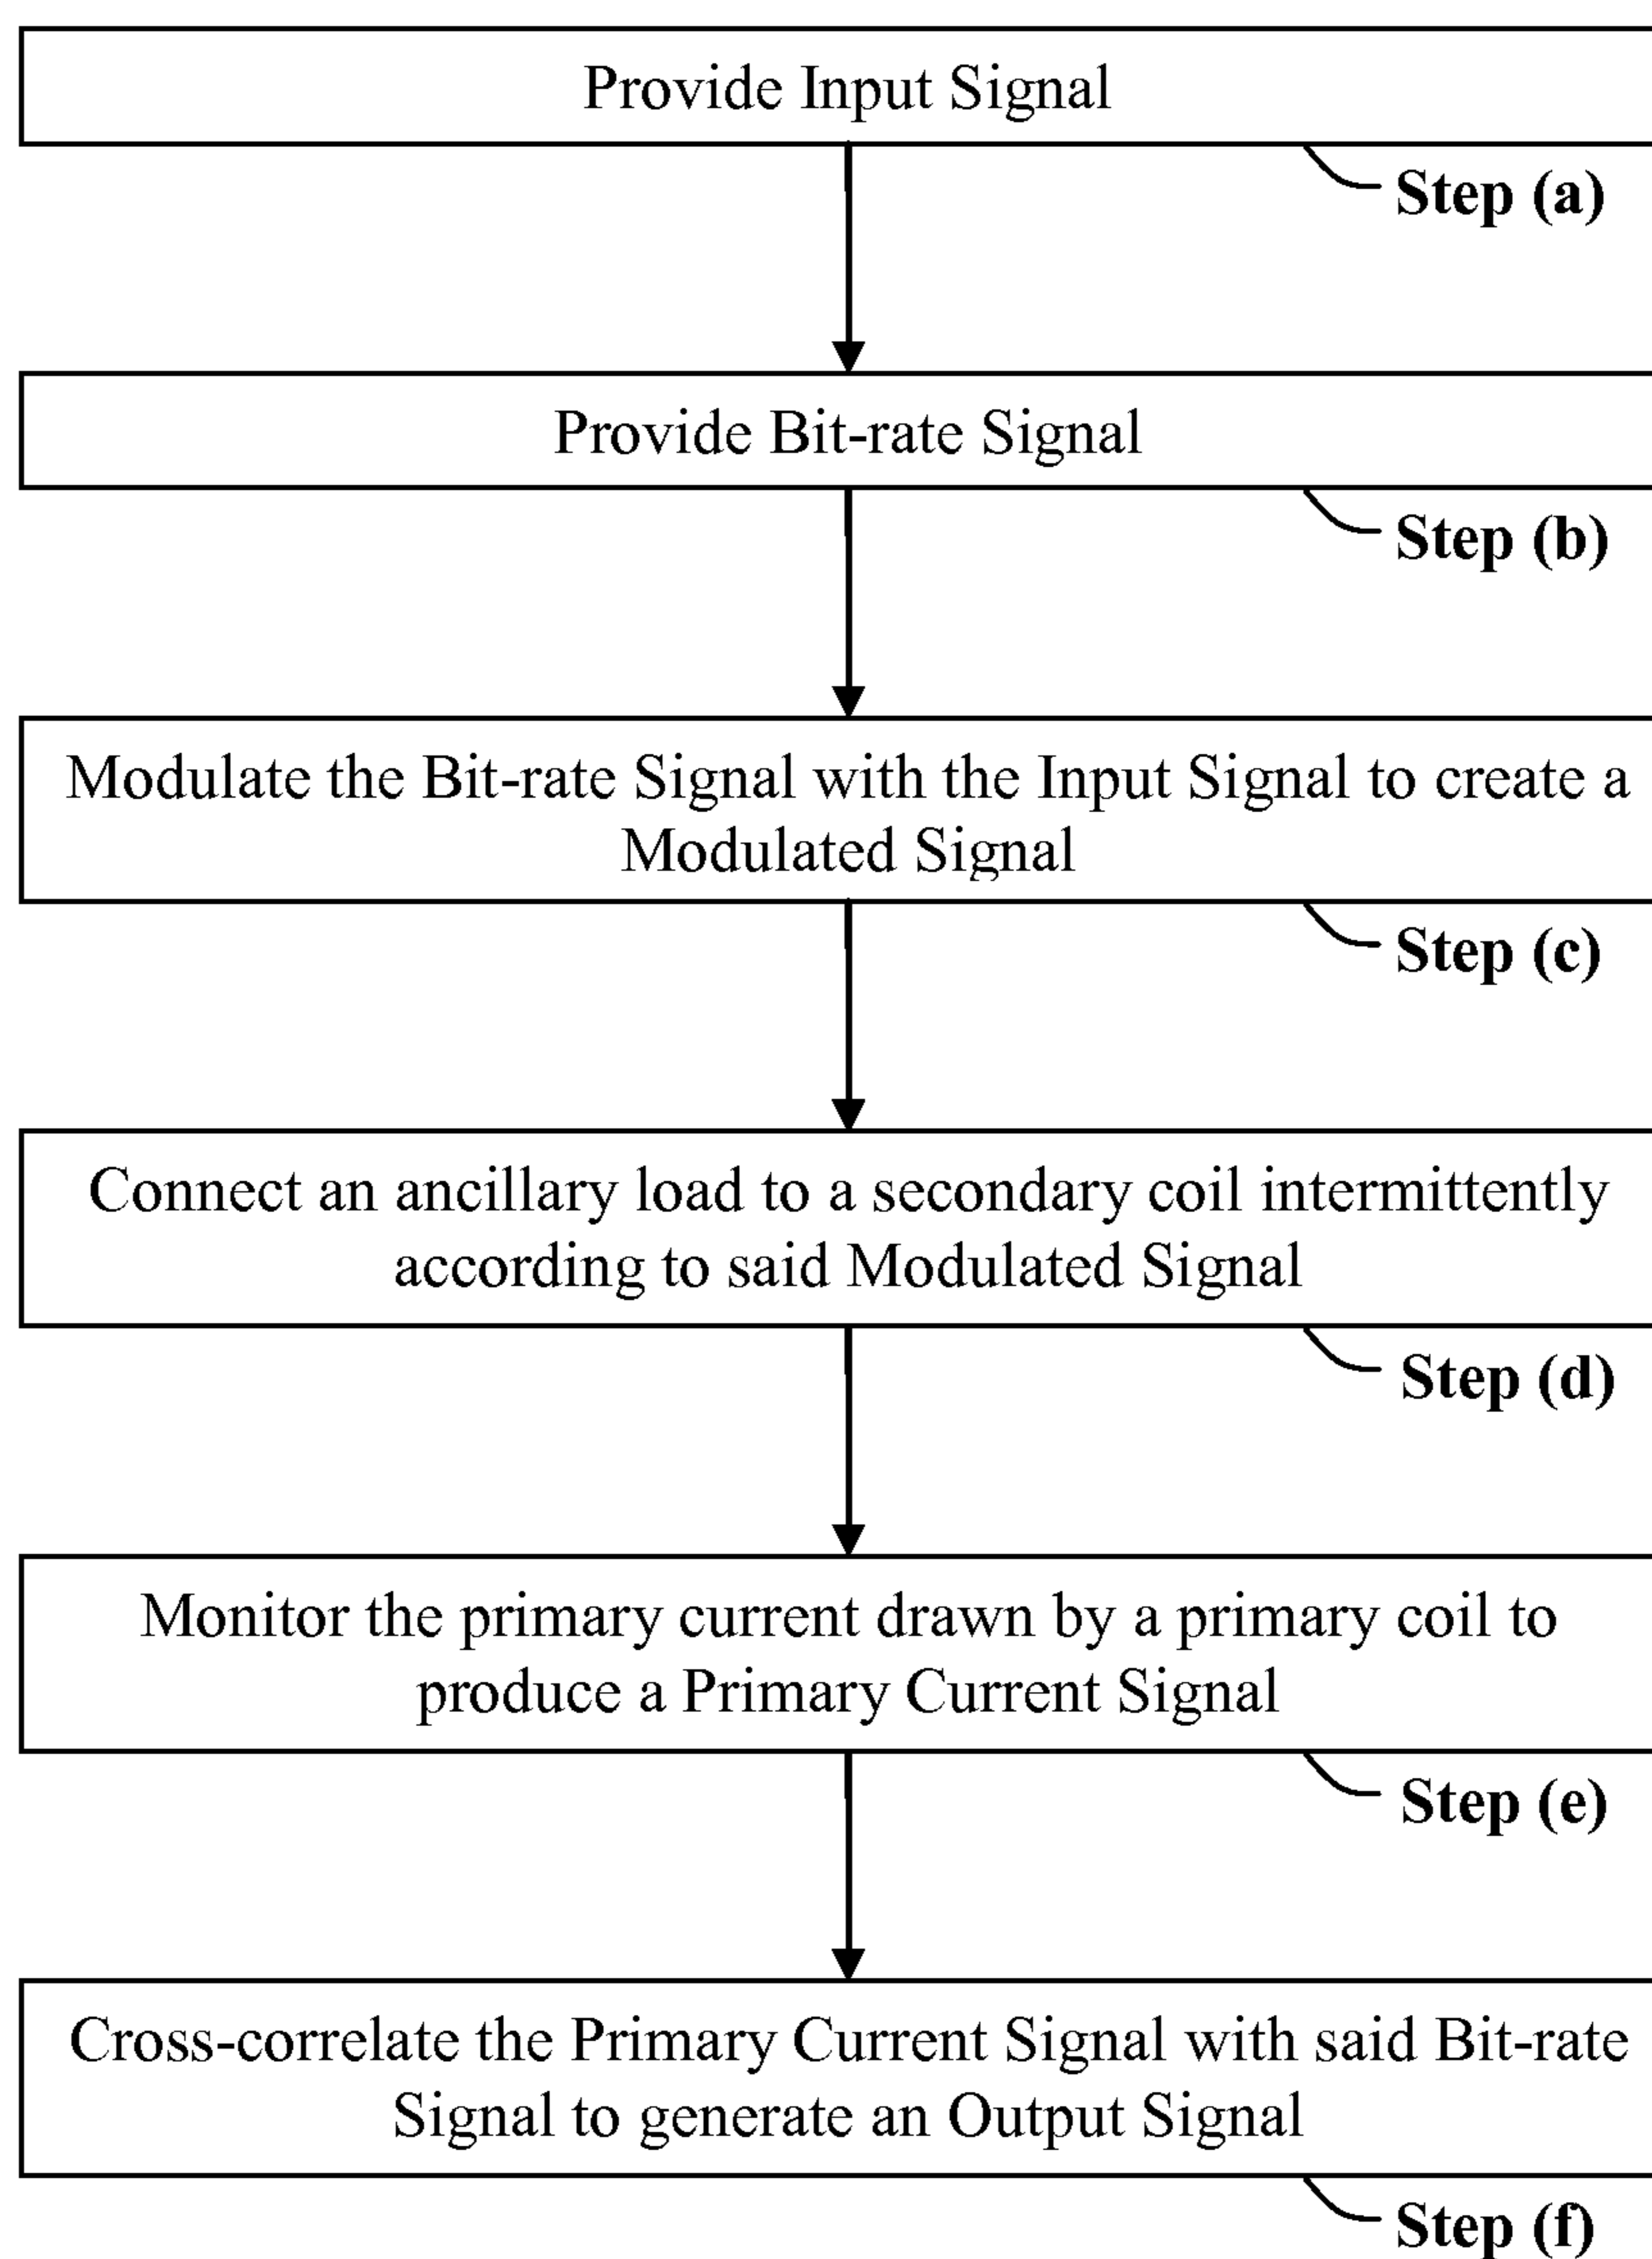 Provide Input Signal
Step (a)
Provide Bit-rate Signal
Step (b)
Modulate the Bit-rate Signal with the Input Signal to create a
Modulated Signal
Step (c)
Connect an ancillary load to a secondary coil intermittently
according to said Modulated Signal
Step (d)
Monitor the primary current drawn by a primary coil to
produce a Primary Current Signal
Step (e)
Cross-correlate the Primary Current Signal with said Bit-rate
Signal to generate an Output Signal
Step (f)